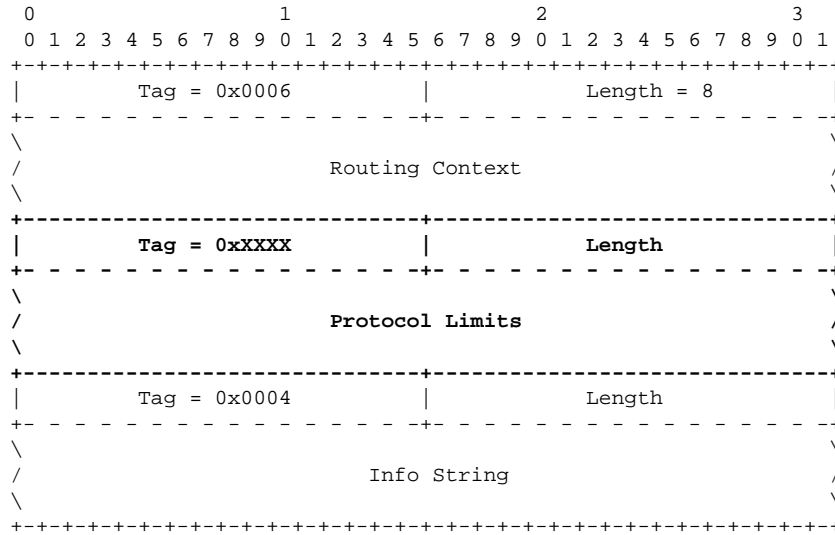 0                   1                   2                   3
0 1 2 3 4 5 6 7 8 9 0 1 2 3 4 5 6 7 8 9 0 1 2 3 4 5 6 7 8 9 0 1
+-+-+-+-+-+-+-+-+-+-+-+-+-+-+-+-+-+-+-+-+-+-+-+-+-+-+-+-+-+-+-+-+
|         Tag = 0x0006          |            Length = 8         |
+- - - - - - - - - - - - - - - -+- - - - - - - - - - - - - - - -+
\                                                               \
/                        Routing Context                        /
\                                                               \
+-------------------------------+-------------------------------+
|         Tag = 0xXXXX          |            Length             |
+- - - - - - - - - - - - - - - -+- - - - - - - - - - - - - - - -+
\                                                               \
/                        Protocol Limits                        /
\                                                               \
+-------------------------------+-------------------------------+
|         Tag = 0x0004          |            Length             |
+- - - - - - - - - - - - - - - -+- - - - - - - - - - - - - - - -+
\                                                               \
/                           Info String                         /
\                                                               \
+-+-+-+-+-+-+-+-+-+-+-+-+-+-+-+-+-+-+-+-+-+-+-+-+-+-+-+-+-+-+-+-+